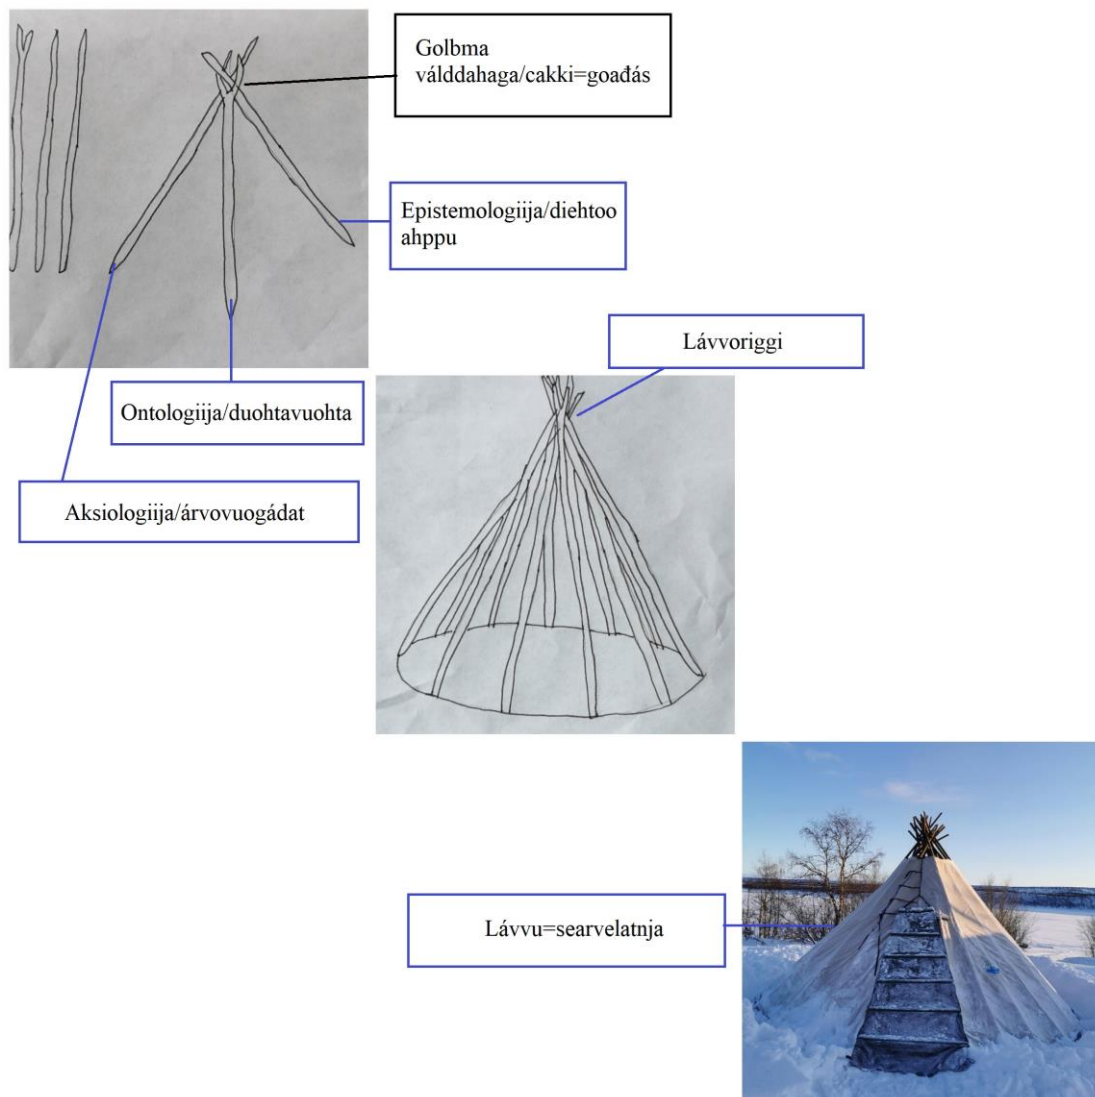 Golbma
válddahaga/cakki=goađás
Epistemologiija/diehtoo
ahppu
Lávvoriggi
Ontologiija/duohtavuohta
Aksiologiija/árvovuogádat
Lávvu=searvelatnja